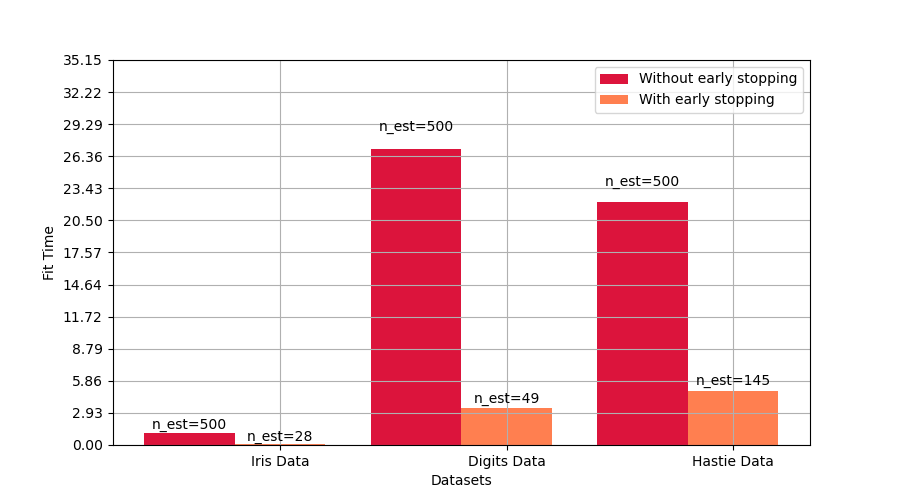 35.15
32.22
29.29
26.36
23.43
20.50
17.57
14.64
11.72
8.79
5.86
2.93
0.00
Fit Time
Without early stopping
With early stopping
n_est=500
n_est=28
n_est=500
n_est=49
n_est=500
n_est=145
Iris Data
Digits Data
Hastie Data
Datasets